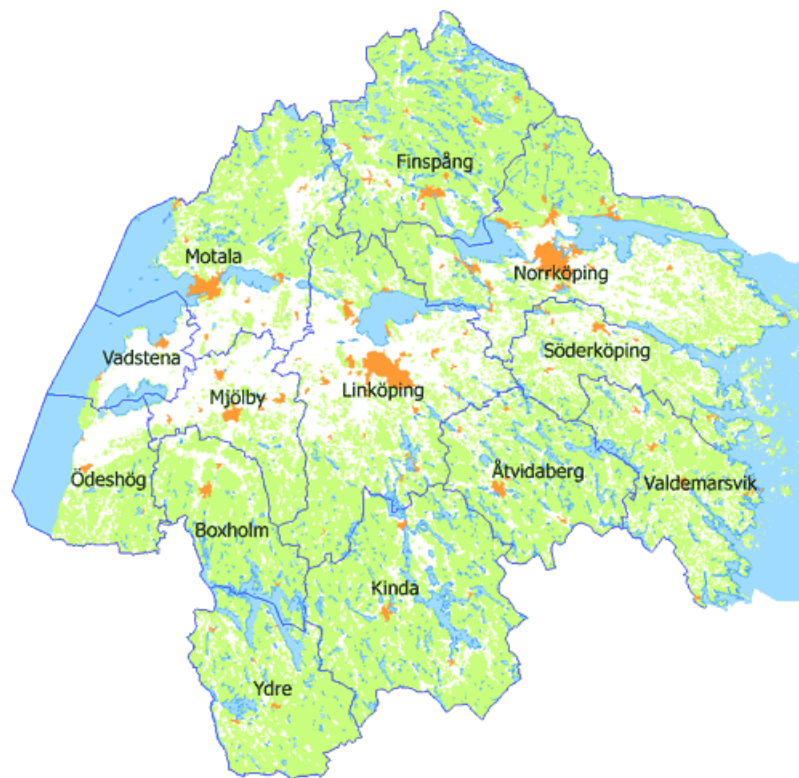 Finspång
Motala
Norrköping
Vadstena
Söderköping
Linköping
Mjölby
Ödeshög
Åtvidaberg
Valdemarsvik
Boxholm
Kinda
Ydre